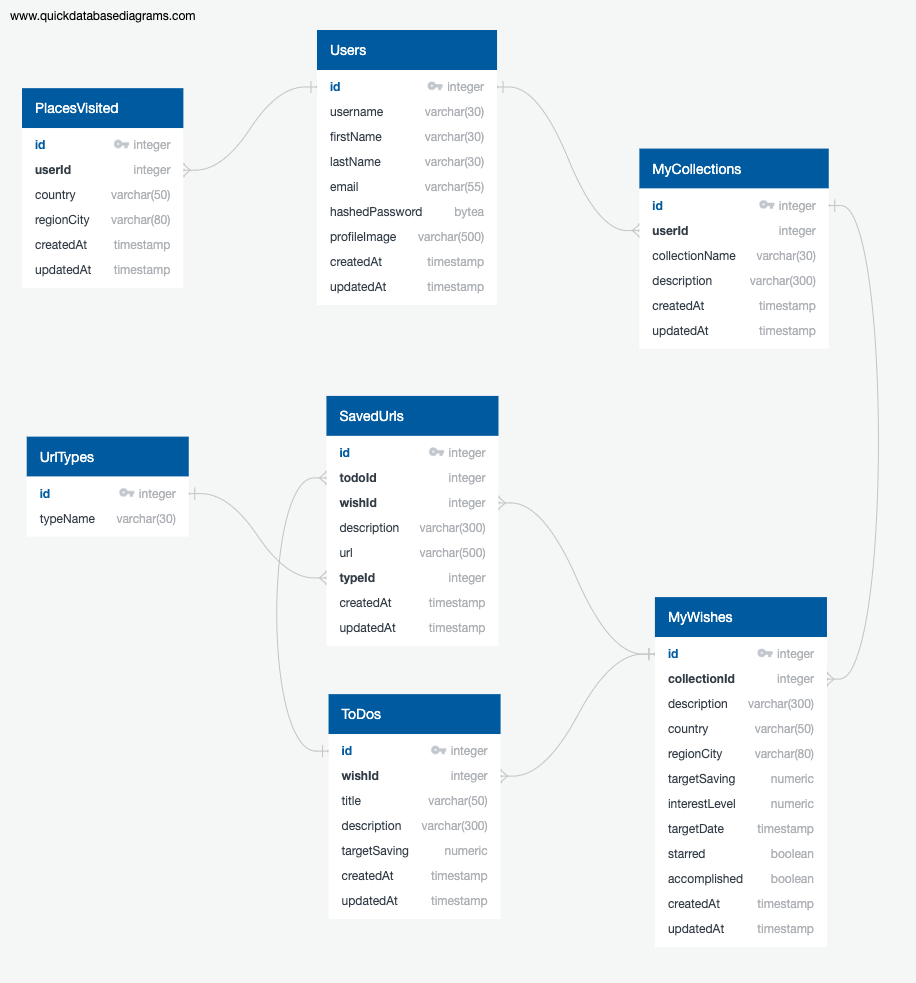 www.quickdatabasediagrams.com
Users
id integer
username varchar(30)
firstName varchar(30)
lastName varchar(30)
email varchar(55)
hashedPassword bytea
profileImage varchar(500)
createdAt timestamp
updatedAt timestamp
PlacesVisited
id integer
userId integer
country varchar(50)
regionCity varchar(80)
createdAt timestamp
updatedAt timestamp
MyCollections
id integer
userId integer
collectionName varchar(30)
description varchar(300)
createdAt timestamp
updatedAt timestamp
SavedUrls
id integer
todoId integer
wishId integer
description varchar(300)
url varchar(500)
typeId integer
createdAt timestamp
updatedAt timestamp
UrlTypes
id integer
typeName varchar(30)
MyWishes
id integer
collectionId integer
description varchar(300)
country varchar(50)
regionCity varchar(80)
targetSaving numeric
interestLevel numeric
targetDate timestamp
starred boolean
accomplished boolean
createdAt timestamp
updatedAt timestamp
ToDos
id integer
wishId integer
title varchar(50)
description varchar(300)
targetSaving numeric
createdAt timestamp
updatedAt timestamp